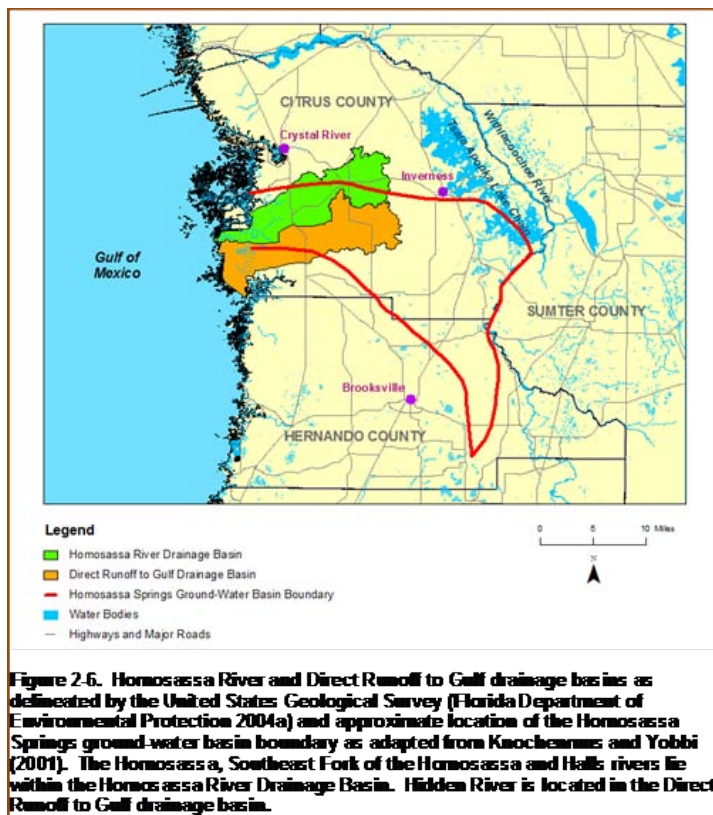 CITRUS COUNTY
Crystal River
Withlacoochee River
Inverness
Gulf of
Mexico
SUMTER COUNTY
Brooksville
HERNANDO COUNTY
Legend
Homosassa River Drainage Basin
Direct Runoff to Gulf Drainage Basin
Homosassa Springs Ground-Water Basin Boundary
Water Bodies
Highways and Major Roads
0 5 10 Miles
N
Figure 2-6. Homosassa River and Direct Runoff to Gulf drainage basins as
delineated by the United States Geological Survey (Florida Department of
Environmental Protection 2004a) and approximate location of the Homosassa
Springs ground-water basin boundary as adapted from Knochenmus and Yobbi
(2001). The Homosassa, Southeast Fork of the Homosassa and Halls rivers lie
within the Homosassa River Drainage Basin. Hidden River is located in the Direct
Runoff to Gulf drainage basin.